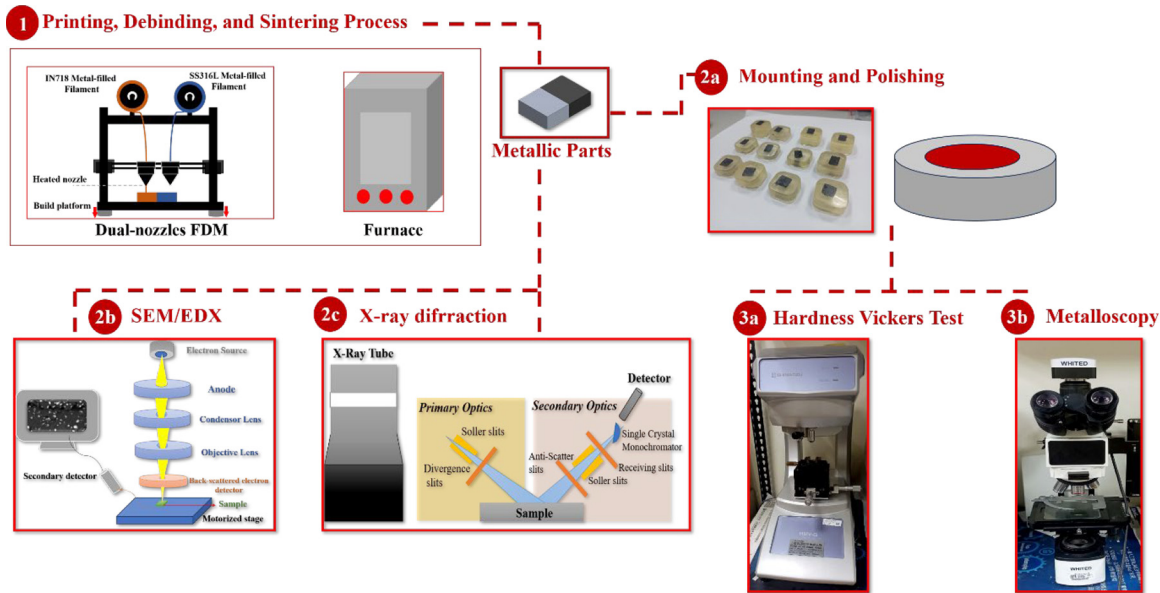 1 Printing, Debinding, and Sintering Process
IN718 Metal-filled
Filament
SS316L Metal-filled
Filament
Heated nozzle
Build platform
Dual-nozzles FDM
Furnace
Metallic Parts
2a Mounting and Polishing
2b SEM/EDX
Electron Source
Anode
Condensor Lens
Objective Lens
Back-scattered electron
detector
Secondary detector
Sample
Motorized stage
2c X-ray difrraction
X-Ray Tube
Primary Optics
Soller slits
Divergence
slits
Secondary Optics
Detector
Single Crystal
Monochromator
Anti-Scatter
slits
Receiving slits
Soller slits
Sample
3a Hardness Vickers Test
3b Metalloscopy
WHITED
WHITED